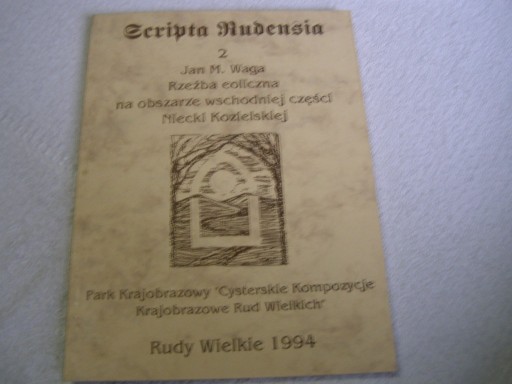 Scripta Rudensia
2
Jan M. Waga
Rzeźba eoliczna
na obszarze wschodniej części
Niecki Kozielskiej
Park Krajobrazowy "Cysterskie Kompozycje
Krajobrazowe Rud Wielkich"
Rudy Wielkie 1994